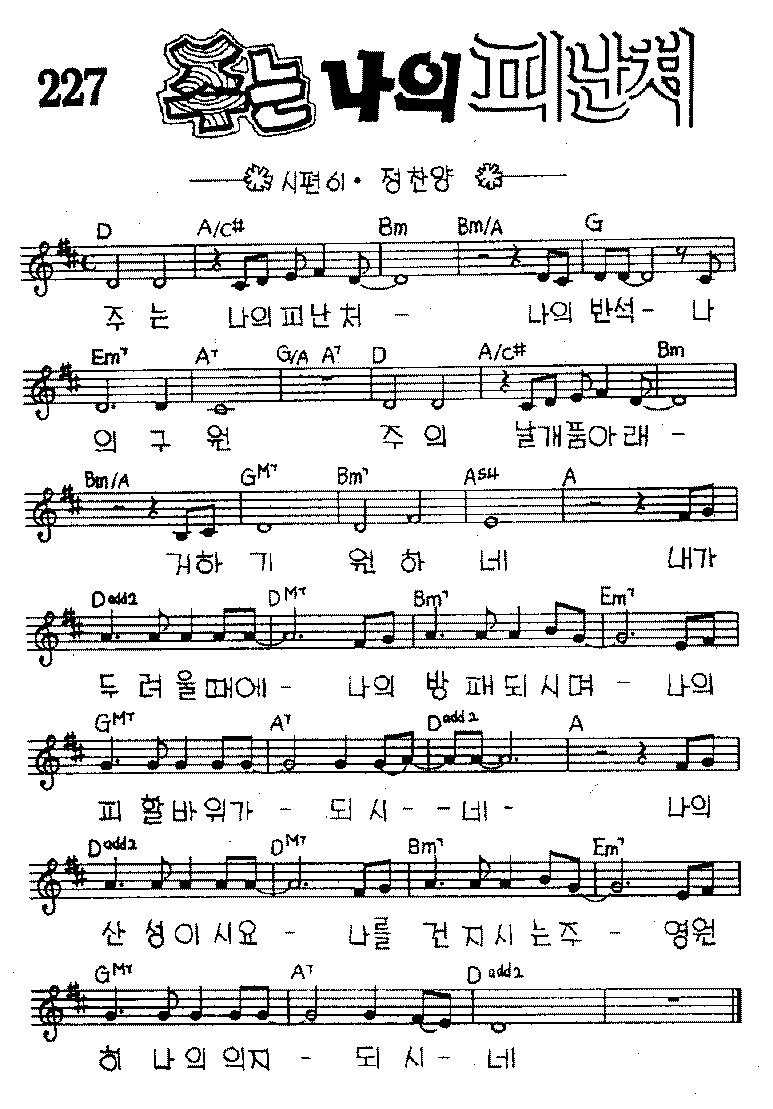 227 주는 나의 피난처
시편61 · 정찬양
D A/C# Bm Bm/A G
주 는 나의피난처 - 나의 반석- 나
Em7 A7 G/A A7 D A/C# Bm
의 구 원 주 의 날개품아래 -
Bm/A GM7 Bm7 Asus4 A
거하 기 원 하 네 내가
Dadd2 DM7 Bm7 Em7
두 려 울때에 - 나의 방 패되시며 - 나의
GM7 A7 Dadd2 A
피 할바위가 - 되 시 - - 네 - 나의
Dadd2 DM7 Bm7 Em7
산 성이시요 - 나를 건 지시는주 - 영원
GM7 A7 D add2
히 나의 의지 - 되 시 - 네